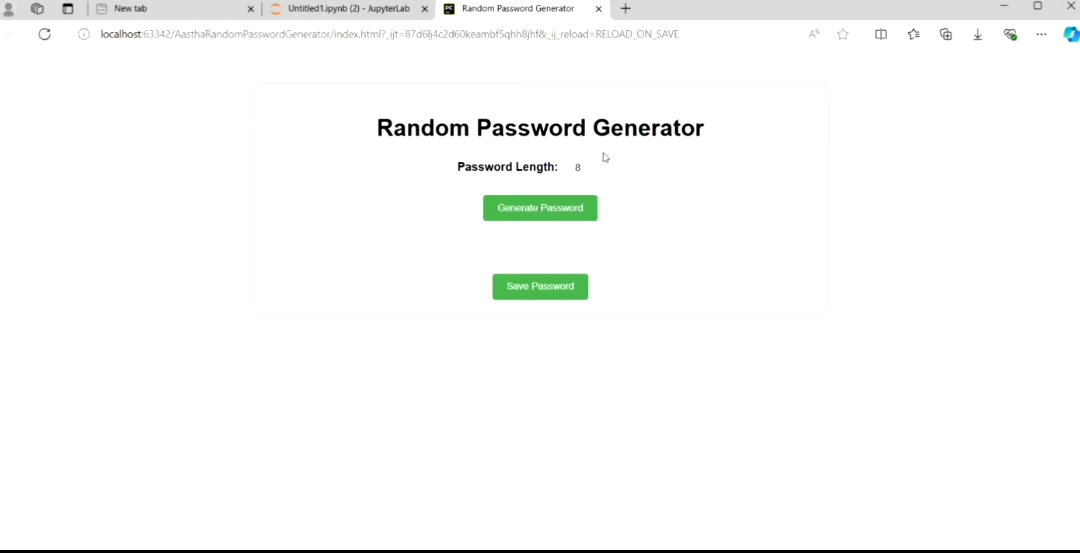 New tab
Untitled1.ipynb (2) - JupyterLab
Random Password Generator
localhost:63342/AasthaRandomPasswordGenerator/index.html?_ijt=87d6lj4c2d60keambf5qhh8jhf&_ij_reload=RELOAD_ON_SAVE
Random Password Generator
Password Length: 8
Generate Password
Save Password